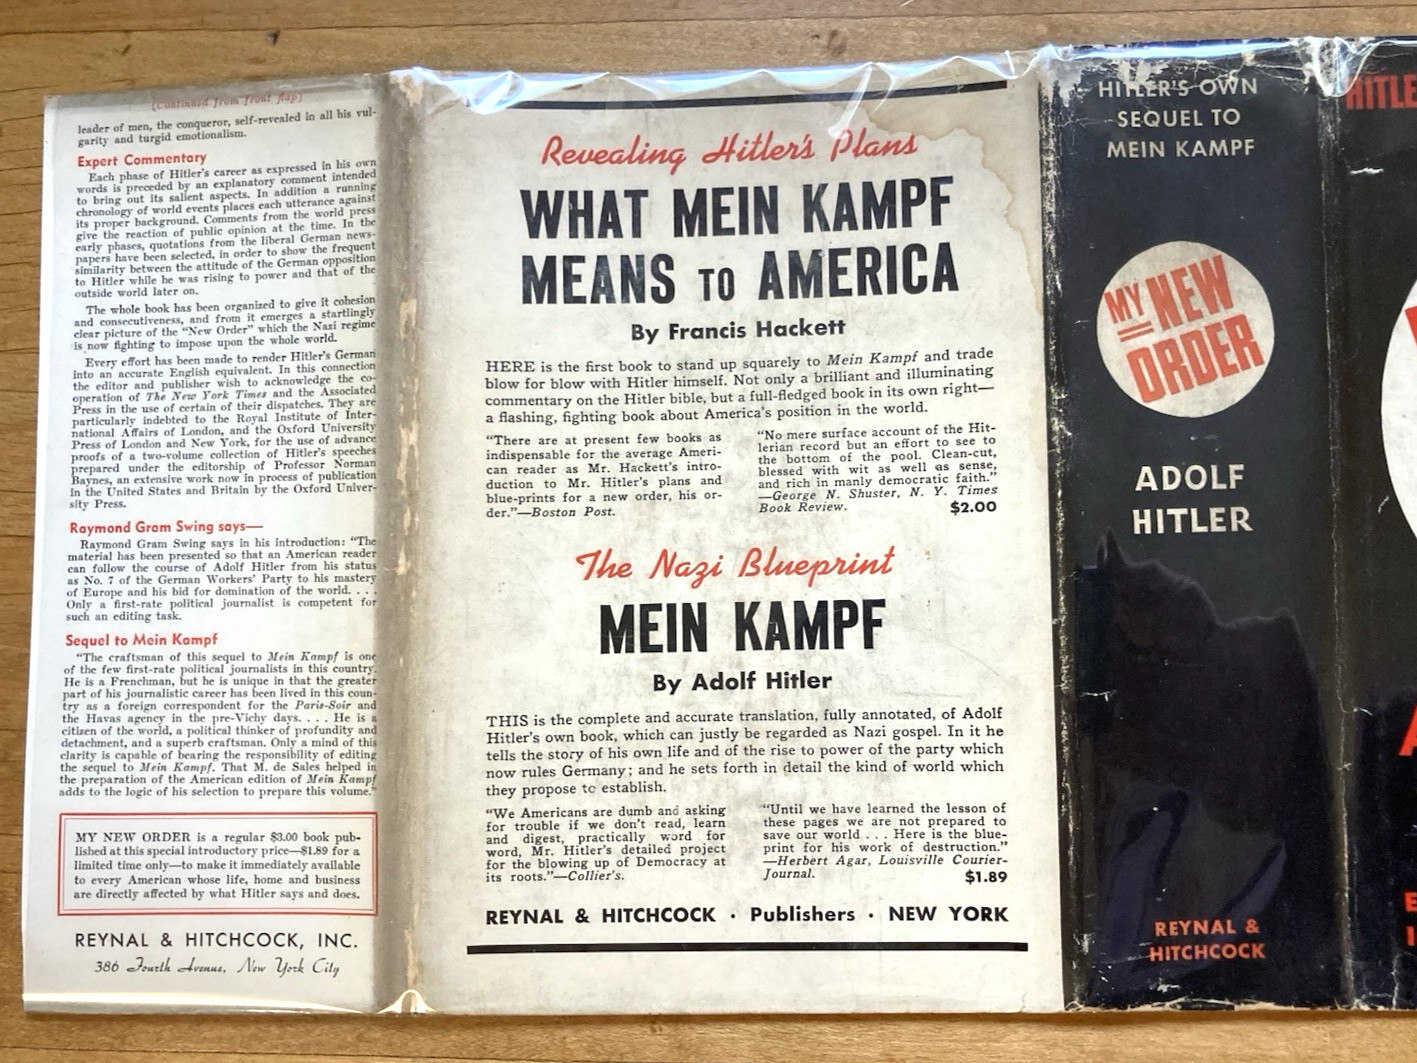 (Continued from front flap)
leader of men, the conqueror, self-revealed in all his vul-
garity and turgid emotionalism.
Expert Commentary
Each phase of Hitler's career as expressed in his own
words is preceded by an explanatory comment intended
to bring out its salient aspects. In addition a running
chronology of world events places each utterance against
its proper background. Comments from the world press
give the reaction of public opinion at the time. In the
early phases, quotations from the liberal German news-
papers have been selected, in order to show the frequent
similarity between the attitude of the German opposition
to Hitler while he was rising to power and that of the
outside world later on.
The whole book has been organized to give it cohesion
and consecutiveness, and from it emerges a startlingly
clear picture of the "New Order" which the Nazi regime
is now fighting to impose upon the whole world.
Every effort has been made to render Hitler's German
into an accurate English equivalent. In this connection
the editor and publisher wish to acknowledge the co-
operation of The New York Times and the Associated
Press in the use of certain of their dispatches. They are
particularly indebted to the Royal Institute of Inter-
national Affairs of London, and the Oxford University
Press of London and New York, for the use of advance
proofs of a two-volume collection of Hitler's speeches
prepared under the editorship of Professor Norman
Baynes, an extensive work now in process of publication
in the United States and Britain by the Oxford Univer-
sity Press.
Raymond Gram Swing says—
Raymond Gram Swing says in his introduction: "The
material has been presented so that an American reader
can follow the course of Adolf Hitler from his status
as No. 7 of the German Workers' Party to his mastery
of Europe and his bid for domination of the world. . . .
Only a first-rate political journalist is competent for
such an editing task.
Sequel to Mein Kampf
"The craftsman of this sequel to Mein Kampf is one
of the few first-rate political journalists in this country.
He is a Frenchman, but he is unique in that the greater
part of his journalistic career has been lived in this coun-
try as a foreign correspondent for the Paris-Soir and
the Havas agency in the pre-Vichy days. . . . He is a
citizen of the world, a political thinker of profundity and
detachment, and a superb craftsman. Only a mind of this
clarity is capable of bearing the responsibility of editing
the sequel to Mein Kampf. That M. de Sales helped in
the preparation of the American edition of Mein Kampf
adds to the logic of his selection to prepare this volume."
MY NEW ORDER is a regular $3.00 book pub-
lished at this special introductory price—$1.89 for a
limited time only—to make it immediately available
to every American whose life, home and business
are directly affected by what Hitler says and does.
REYNAL & HITCHCOCK, INC.
386 Fourth Avenue, New York City
Revealing Hitler's Plans
WHAT MEIN KAMPF
MEANS TO AMERICA
By Francis Hackett
HERE is the first book to stand up squarely to Mein Kampf and trade
blow for blow with Hitler himself. Not only a brilliant and illuminating
commentary on the Hitler bible, but a full-fledged book in its own right—
a flashing, fighting book about America's position in the world.
"There are at present few books as
indispensable for the average Ameri-
can reader as Mr. Hackett's intro-
duction to Mr. Hitler's plans and
blue-prints for a new order, his or-
der."—Boston Post.
"No mere surface account of the Hit-
lerian record but an effort to see to
the bottom of the pool. Clean-cut,
blessed with wit as well as sense,
and rich in manly democratic faith."
—George N. Shuster, N. Y. Times
Book Review. $2.00
The Nazi Blueprint
MEIN KAMPF
By Adolf Hitler
THIS is the complete and accurate translation, fully annotated, of Adolf
Hitler's own book, which can justly be regarded as Nazi gospel. In it he
tells the story of his own life and of the rise to power of the party which
now rules Germany; and he sets forth in detail the kind of world which
they propose to establish.
"We Americans are dumb and asking
for trouble if we don't read, learn
and digest, practically word for
word, Mr. Hitler's detailed project
for the blowing up of Democracy at
its roots."—Collier's.
"Until we have learned the lesson of
these pages we are not prepared to
save our world . . . Here is the blue-
print for his work of destruction."
—Herbert Agar, Louisville Courier-
Journal. $1.89
REYNAL & HITCHCOCK · Publishers · NEW YORK
HITLER'S OWN
SEQUEL TO
MEIN KAMPF
MY NEW
ORDER
ADOLF
HITLER
REYNAL &
HITCHCOCK